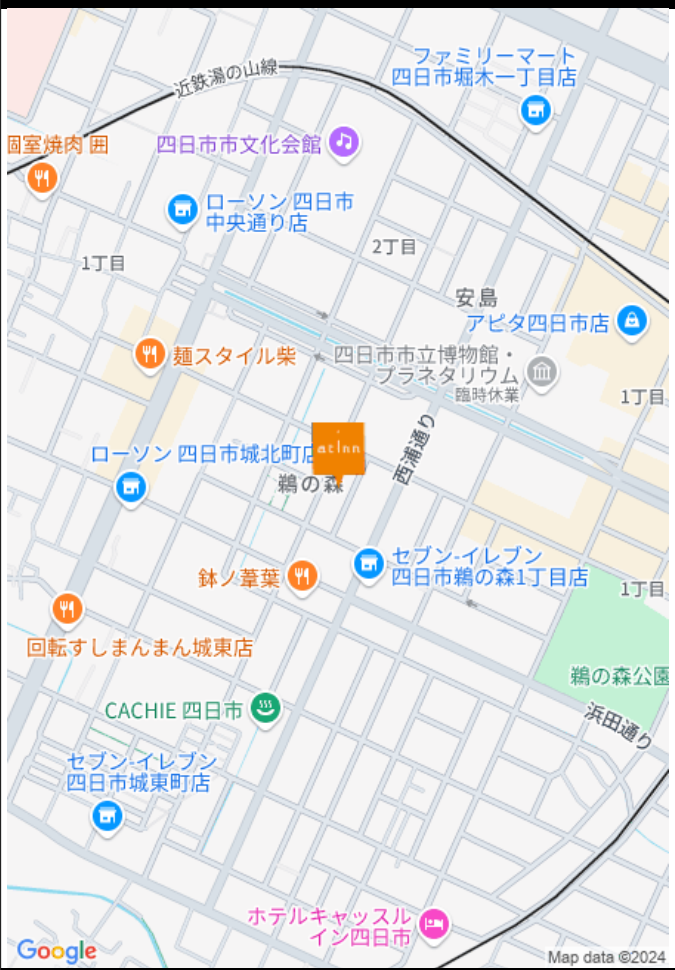 ファミリーマート
四日市堀木一丁目店
近鉄湯の山線
個室焼肉 囲
四日市市文化会館
ローソン 四日市
中央通り店
2丁目
1丁目
安島
アピタ四日市店
麺スタイル柴
四日市市立博物館・
プラネタリウム
臨時休業
1丁目
西浦通り
atInn
ローソン 四日市城北町店
鵜の森
セブン-イレブン
四日市鵜の森1丁目店
鉢ノ葦葉
1丁目
回転すしまんまん城東店
鵜の森公園
CACHIE 四日市
浜田通り
セブン-イレブン
四日市城東町店
ホテルキャッスル
イン四日市
Google
Map data ©2024